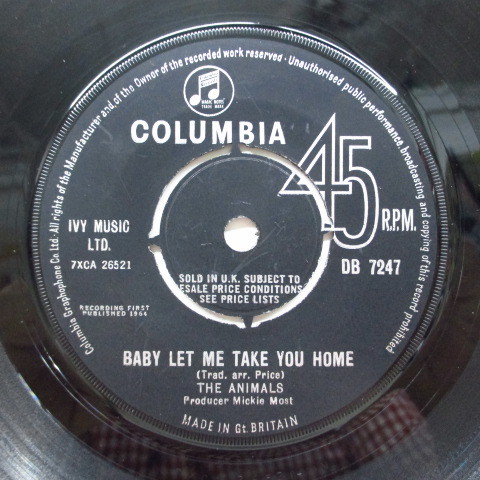 Columbia Graphophone Co. Ltd. · All rights of the Manufacturer and of the Owner of the recorded work reserved · Unauthorised public performance, broadcasting and copying of this record prohibited
MAGIC NOTES
TRADE MARK
COLUMBIA
45
R.P.M.
IVY MUSIC
LTD.
7XCA 26521
DB 7247
SOLD IN U.K. SUBJECT TO
RESALE PRICE CONDITIONS
SEE PRICE LISTS
RECORDING FIRST
PUBLISHED 1964
BABY LET ME TAKE YOU HOME
(Trad. arr. Price)
THE ANIMALS
Producer Mickie Most
MADE IN Gt. BRITAIN